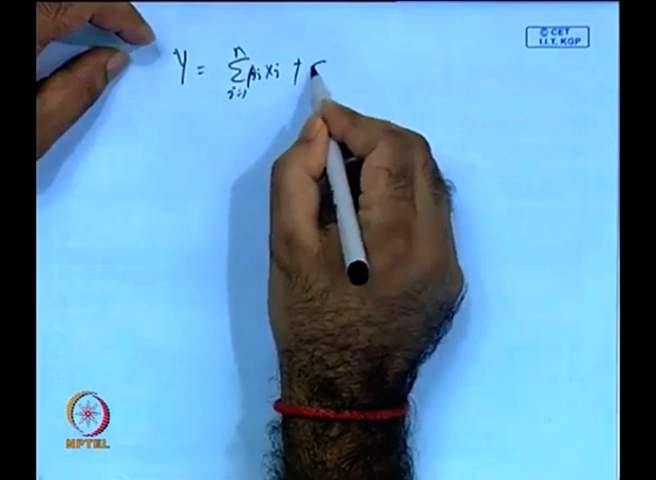 © CET
I.I.T. KGP
n
Y = Σ βi xi +
i=1
NPTEL